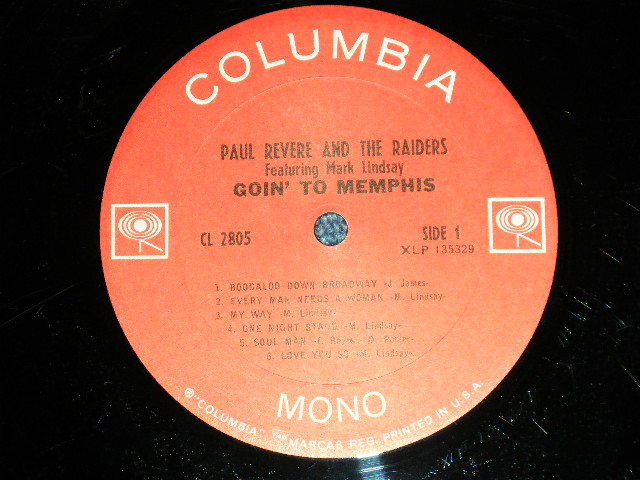 COLUMBIA
PAUL REVERE AND THE RAIDERS
Featuring Mark Lindsay
GOIN' TO MEMPHIS
CL 2805
SIDE 1
XLP 135329
1. BOOGALOO DOWN BROADWAY -J. James-
2. EVERY MAN NEEDS A WOMAN -M. Lindsay-
3. MY WAY -M. Lindsay-
4. ONE NIGHT STAND -M. Lindsay-
5. SOUL MAN -I. Hayes - D. Porter-
6. LOVE YOU SO -M. Lindsay-
MONO
® "COLUMBIA" MARCAS REG. PRINTED IN U.S.A.